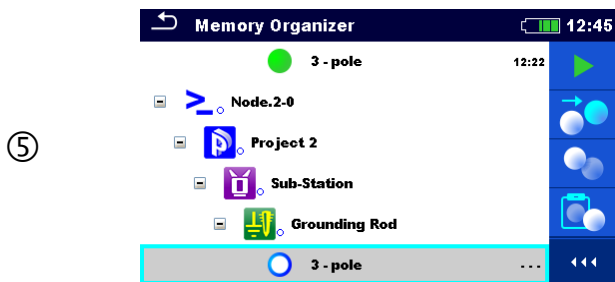 Memory Organizer 12:45
3 - pole 12:22
Node.2-0
Project 2
⑤
Sub-Station
Grounding Rod
3 - pole ---